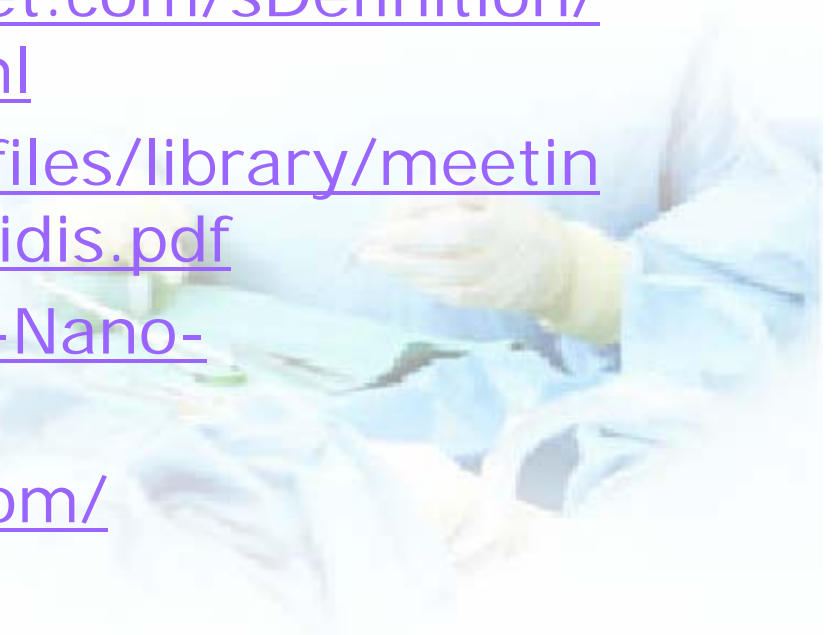 et.com/sDefinition/
nl
files/library/meetin
idis.pdf
-Nano-
om/